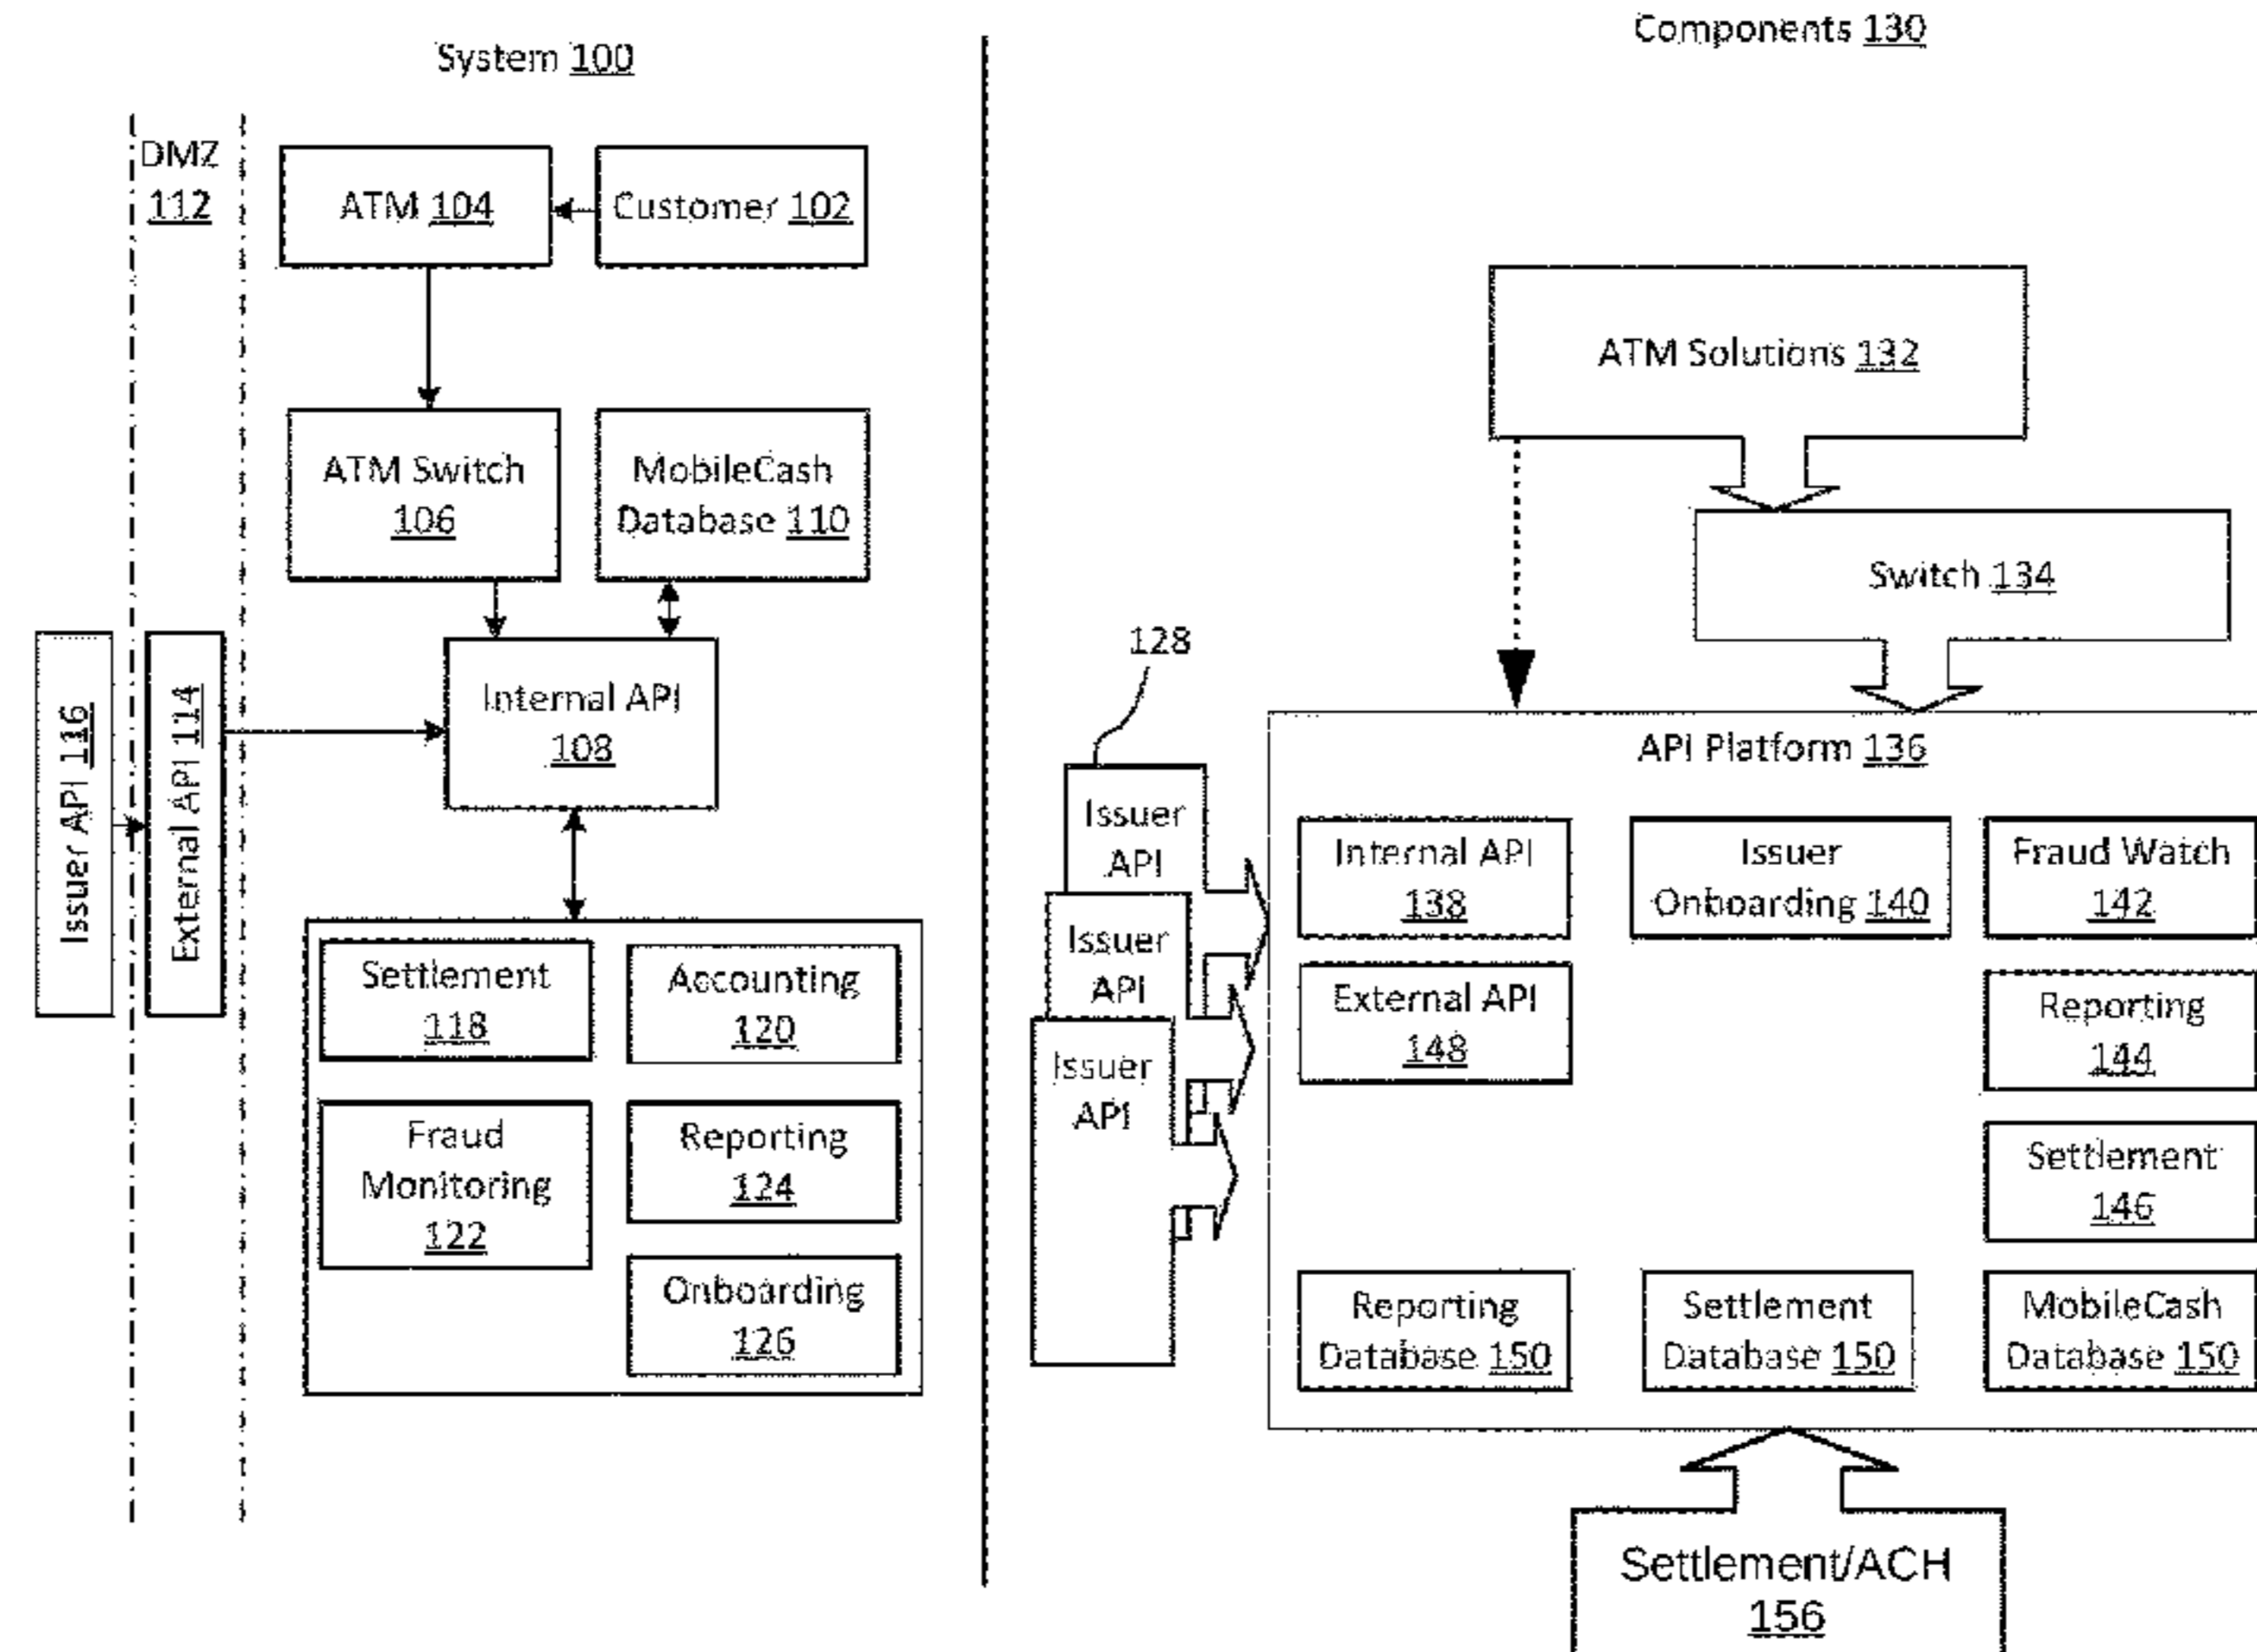 System 100
DMZ
112
ATM 104
Customer 102
ATM Switch
106
MobileCash
Database 110
Issuer API 116
External API 114
Internal API
108
Settlement
118
Accounting
120
Fraud
Monitoring
122
Reporting
124
Onboarding
126
Components 130
ATM Solutions 132
Switch 134
128
Issuer
API
Issuer
API
Issuer
API
API Platform 136
Internal API
138
Issuer
Onboarding 140
Fraud Watch
142
External API
148
Reporting
144
Settlement
146
Reporting
Database 150
Settlement
Database 150
MobileCash
Database 150
Settlement/ACH
156